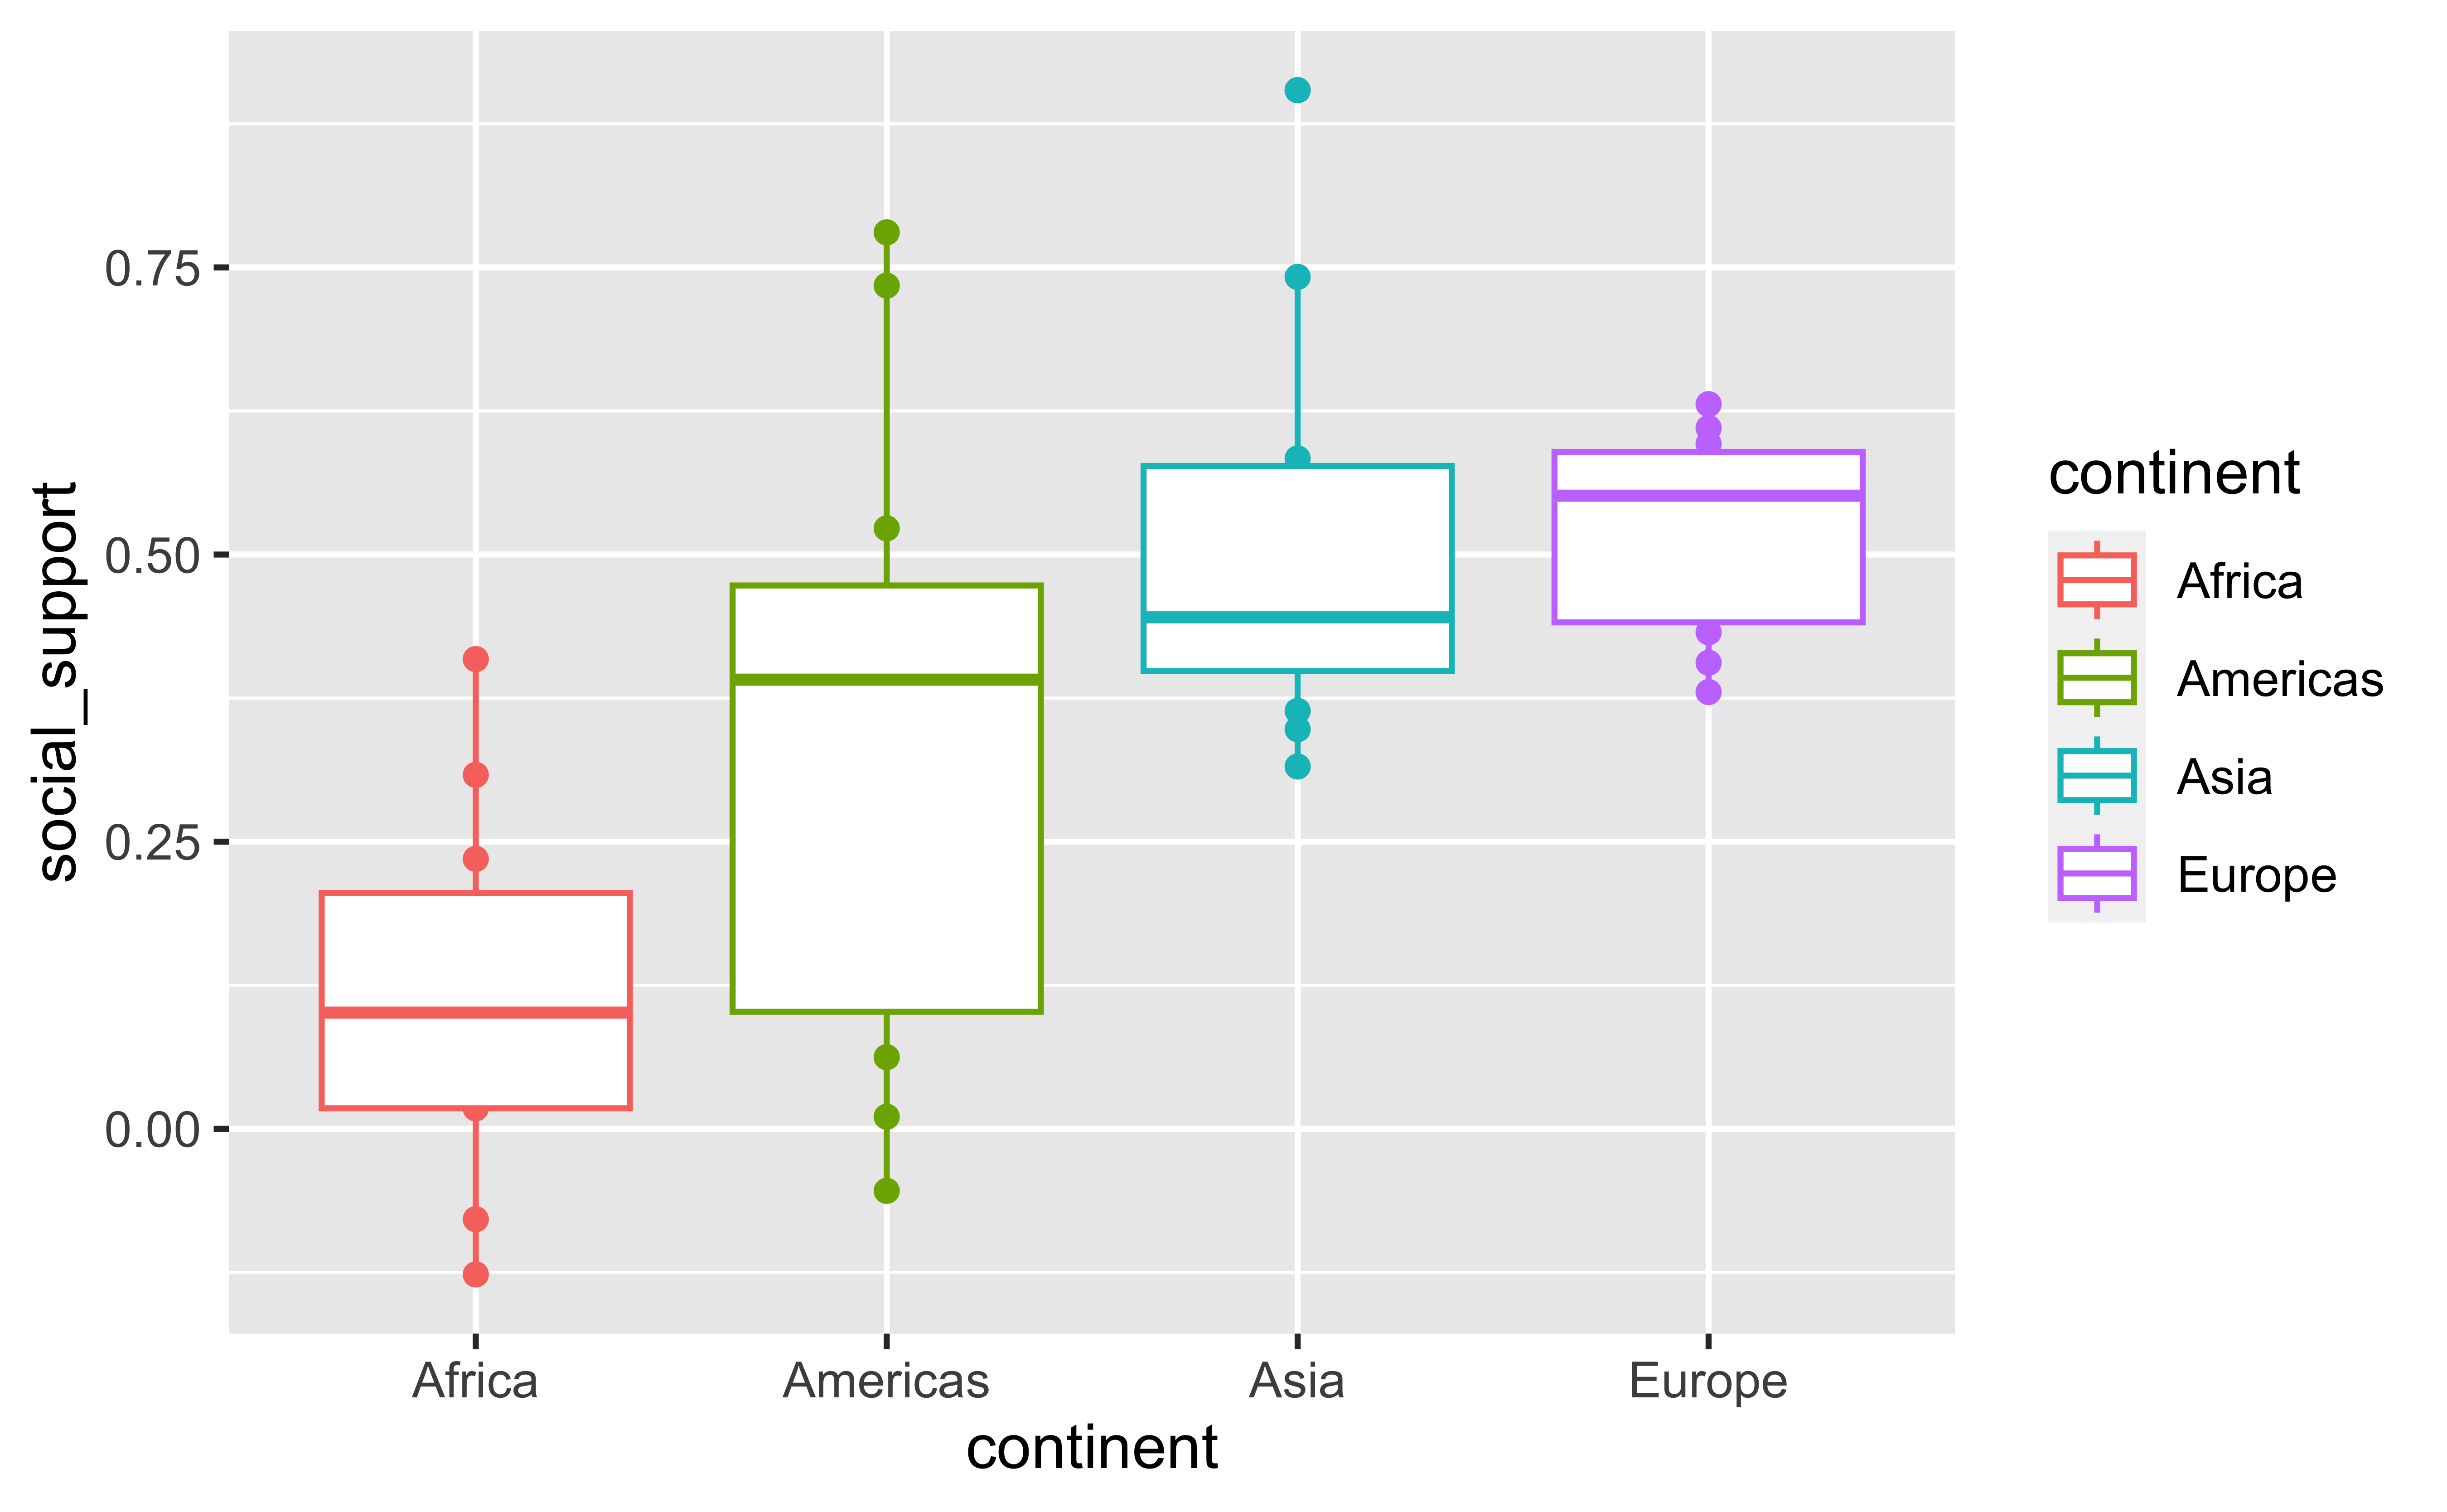 social_support
0.75
0.50
0.25
0.00
Africa Americas Asia Europe
continent
continent
Africa
Americas
Asia
Europe